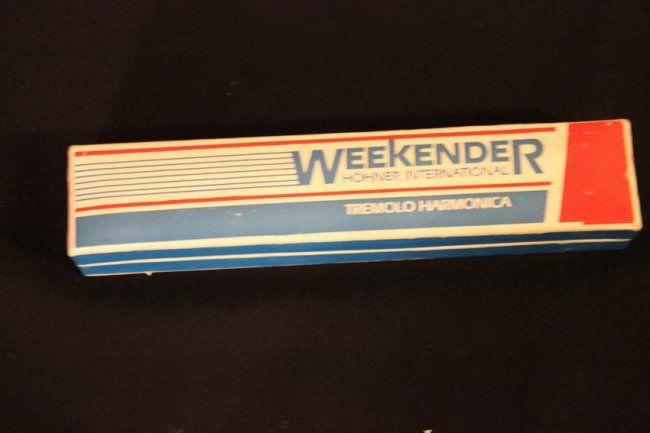 WEEKENDER
HOHNER INTERNATIONAL
TREMOLO HARMONICA